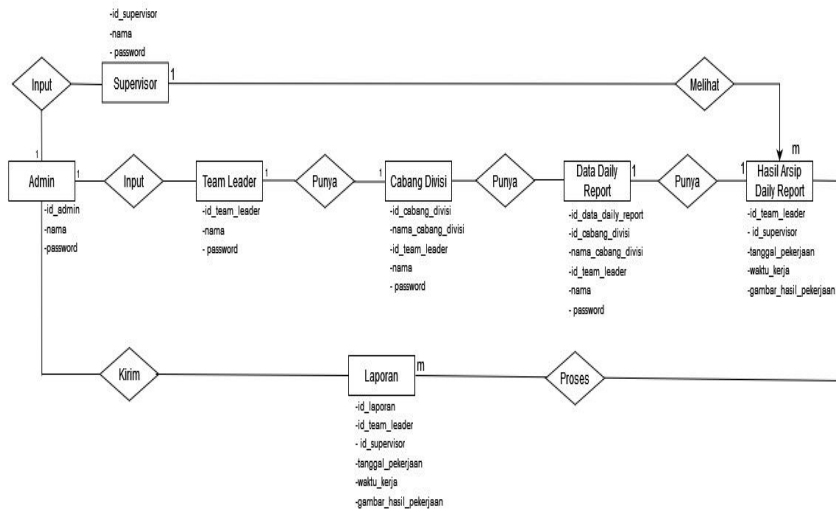 -id_supervisor
-nama
- password
Input
Supervisor
1
Melihat
1
m
Admin
1
Input
Team Leader
1
Punya
1
Cabang Divisi
Punya
Data Daily
Report
1
Punya
1
Hasil Arsip
Daily Report
-id_admin
-nama
-password
-id_team_leader
-nama
- password
-id_cabang_divisi
-nama_cabang_divisi
-id_team_leader
-nama
- password
-id_data_daily_report
-id_cabang_divisi
-nama_cabang_divisi
-id_team_leader
-nama
- password
-id_team_leader
- id_supervisor
-tanggal_pekerjaan
-waktu_kerja
-gambar_hasil_pekerjaan
Kirim
Laporan
m
Proses
-id_laporan
-id_team_leader
- id_supervisor
-tanggal_pekerjaan
-waktu_kerja
-gambar_hasil_pekerjaan